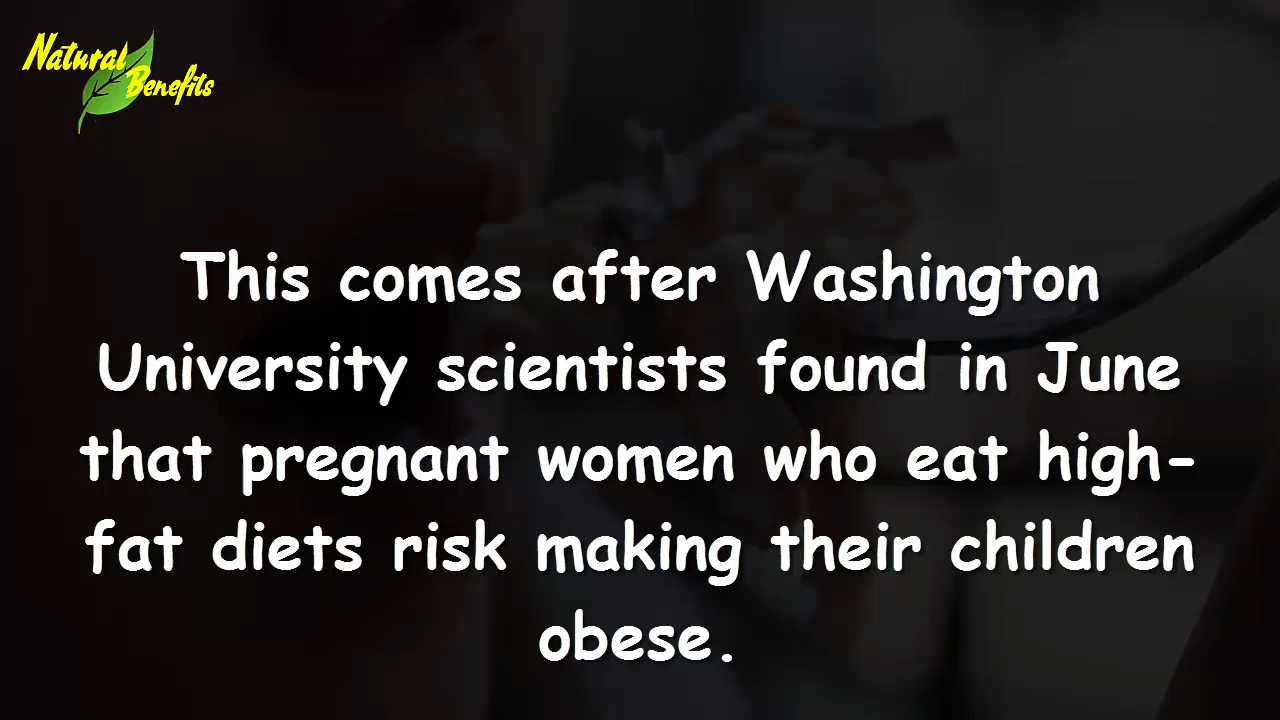 Natural
Benefits
This comes after Washington
University scientists found in June
that pregnant women who eat high-
fat diets risk making their children
obese.